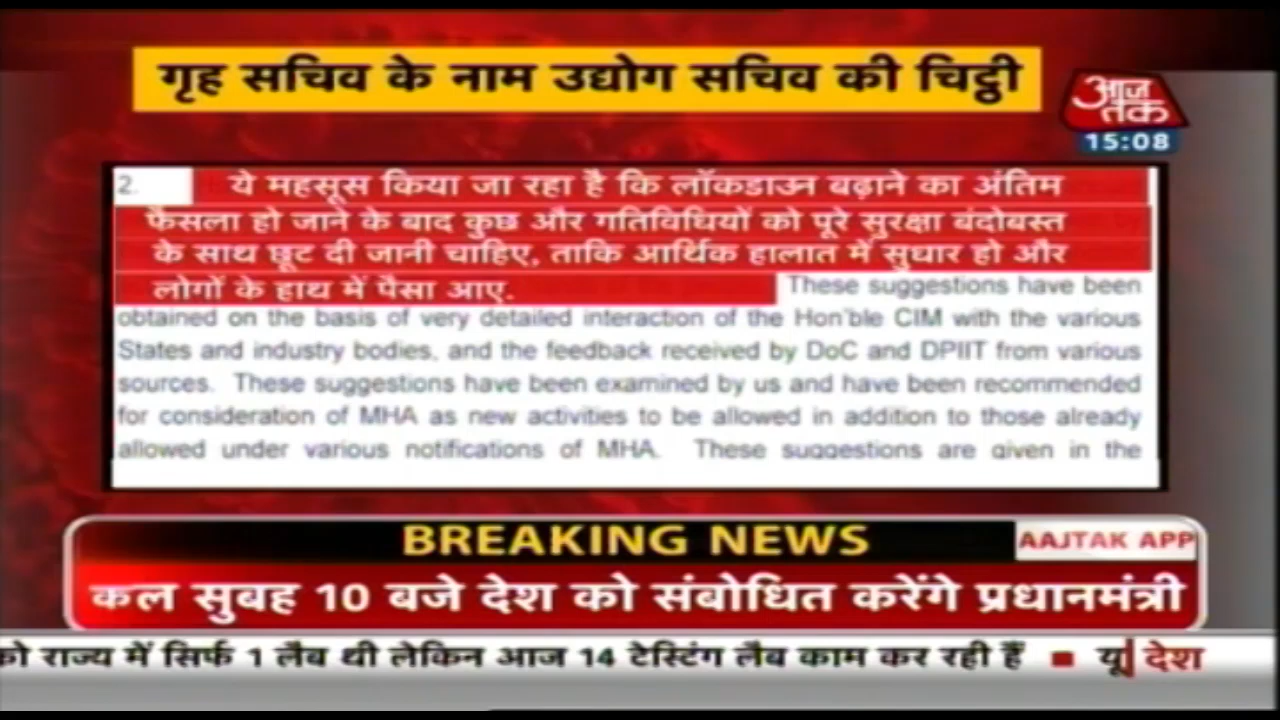 गृह सचिव के नाम उद्योग सचिव की चिट्ठी
आज
तक
15:08
2.
ये महसूस किया जा रहा है कि लॉकडाउन बढ़ाने का अंतिम
फैसला हो जाने के बाद कुछ और गतिविधियों को पूरे सुरक्षा बंदोबस्त
के साथ छूट दी जानी चाहिए, ताकि आर्थिक हालात में सुधार हो और
लोगों के हाथ में पैसा आए.
These suggestions have been
obtained on the basis of very detailed interaction of the Hon'ble CIM with the various
States and industry bodies, and the feedback received by DoC and DPIIT from various
sources. These suggestions have been examined by us and have been recommended
for consideration of MHA as new activities to be allowed in addition to those already
allowed under various notifications of MHA. These suggestions are given in the
BREAKING NEWS
AAJTAK APP
कल सुबह 10 बजे देश को संबोधित करेंगे प्रधानमंत्री
को राज्य में सिर्फ 1 लैब थी लेकिन आज 14 टेस्टिंग लैब काम कर रही हैं ■ यू
देश